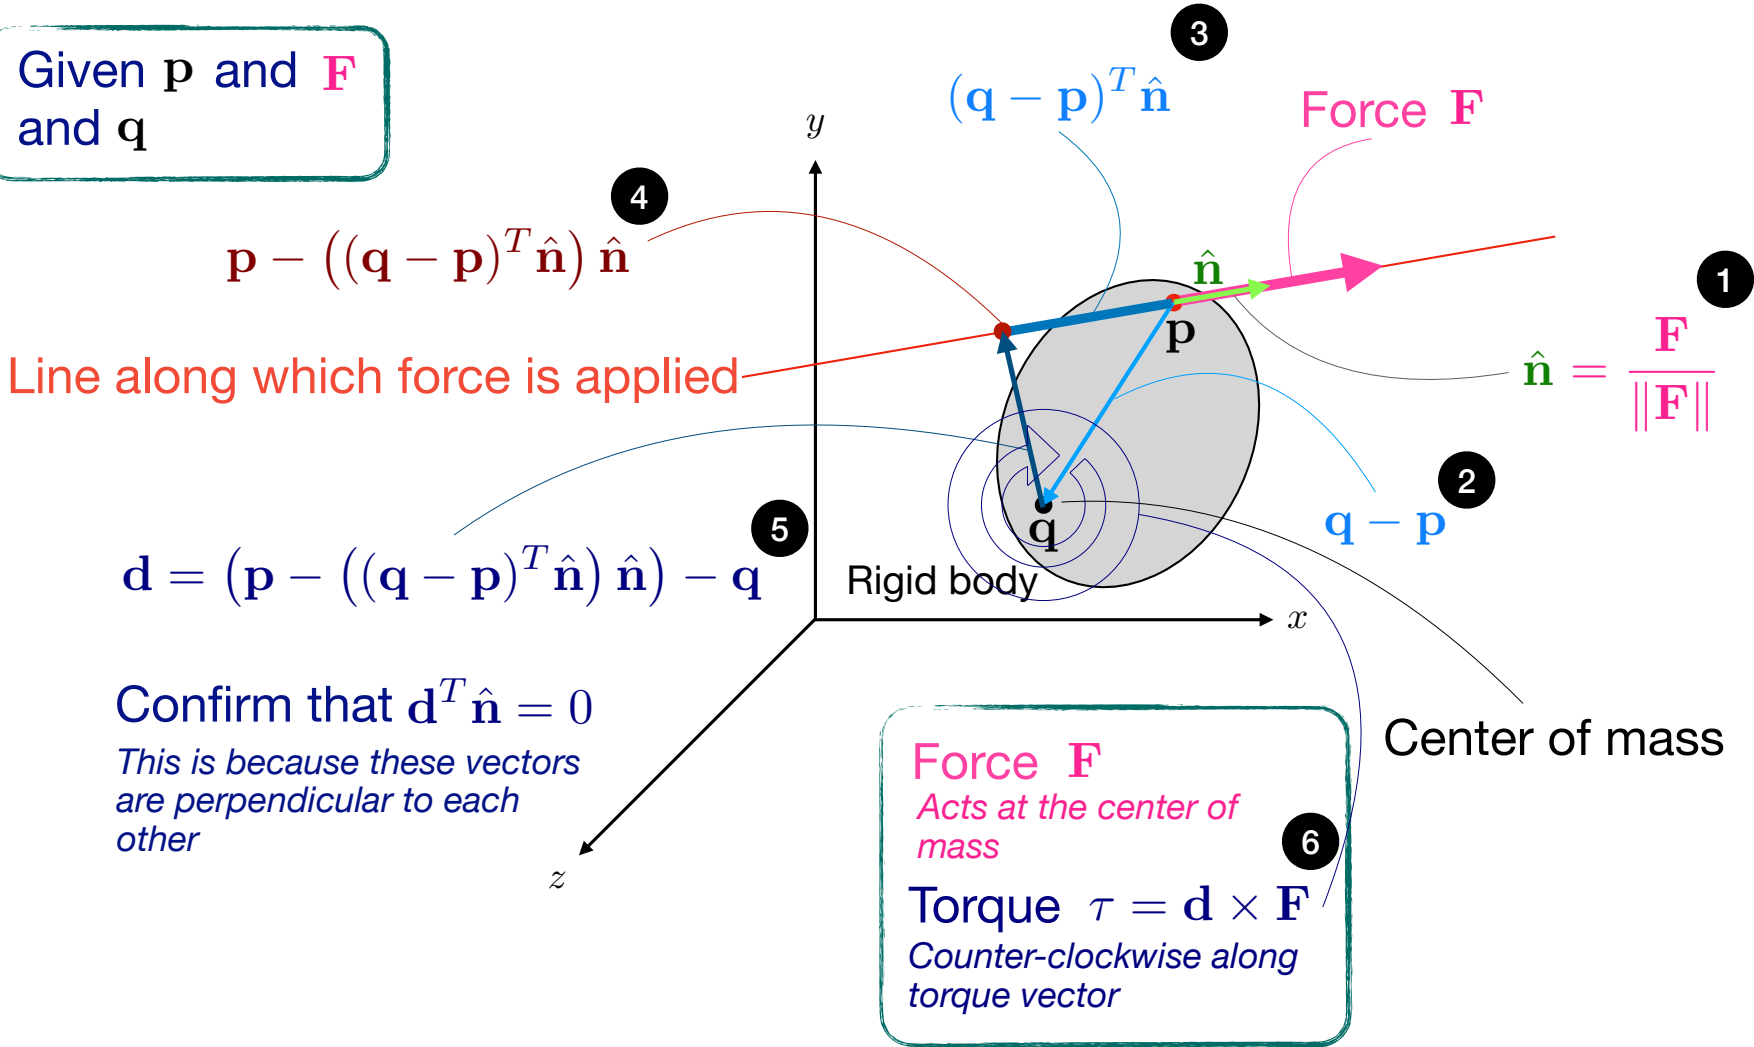 Given p and F
and q
3
(q − p)^T n̂
Force F
y
4
p − ((q − p)^T n̂) n̂
n̂
1
p
n̂ = F / ‖F‖
Line along which force is applied
2
q − p
5
q
d = (p − ((q − p)^T n̂) n̂) − q
Rigid body
x
Confirm that d^T n̂ = 0
This is because these vectors
are perpendicular to each
other
z
Center of mass
Force F
Acts at the center of
mass
6
Torque τ = d × F
Counter-clockwise along
torque vector